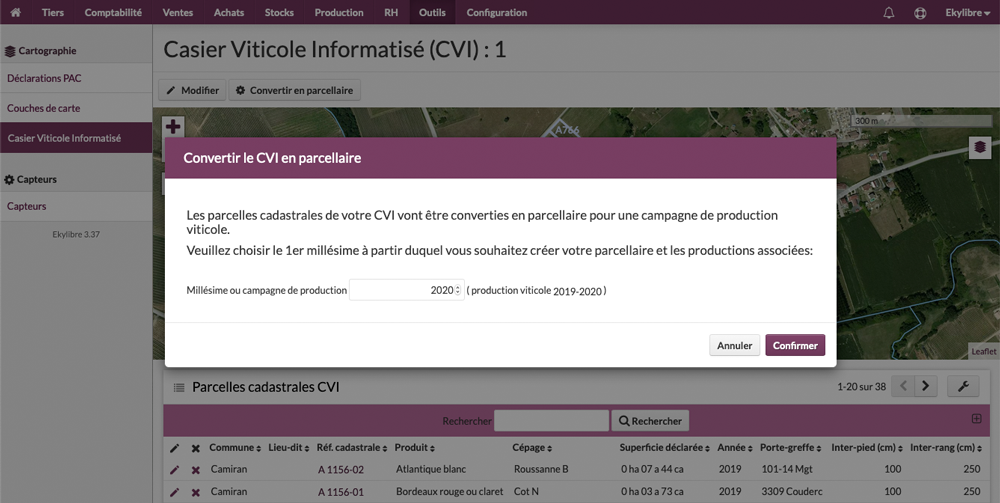 Tiers Comptabilité Ventes Achats Stocks Production RH Outils Configuration Ekylibre
Cartographie
Déclarations PAC
Couches de carte
Casier Viticole Informatisé
Capteurs
Capteurs
Ekylibre 3.37
Casier Viticole Informatisé (CVI) : 1
Modifier Convertir en parcellaire
A766
300 m
Convertir le CVI en parcellaire
Les parcelles cadastrales de votre CVI vont être converties en parcellaire pour une campagne de production
viticole.
Veuillez choisir le 1er millésime à partir duquel vous souhaitez créer votre parcellaire et les productions associées:
Millésime ou campagne de production 2020 ( production viticole 2019-2020 )
Annuler Confirmer
Leaflet
Parcelles cadastrales CVI 1-20 sur 38
Rechercher Rechercher
Commune Lieu-dit Réf. cadastrale Produit Cépage Superficie déclarée Année Porte-greffe Inter-pied (cm) Inter-rang (cm)
Camiran A 1156-02 Atlantique blanc Roussanne B 0 ha 07 a 44 ca 2019 101-14 Mgt 100 250
Camiran A 1156-01 Bordeaux rouge ou claret Cot N 0 ha 03 a 73 ca 2019 3309 Couderc 100 250